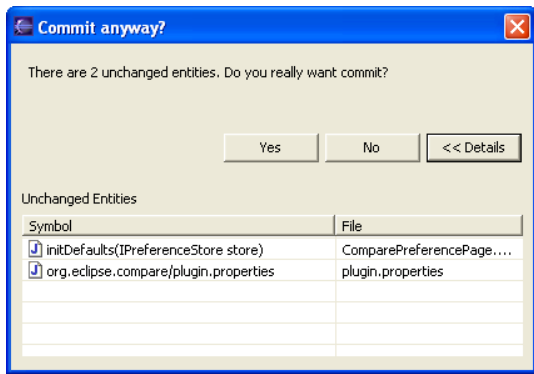 Commit anyway?
There are 2 unchanged entities. Do you really want commit?
Yes No << Details
Unchanged Entities
Symbol File
initDefaults(IPreferenceStore store) ComparePreferencePage....
org.eclipse.compare/plugin.properties plugin.properties